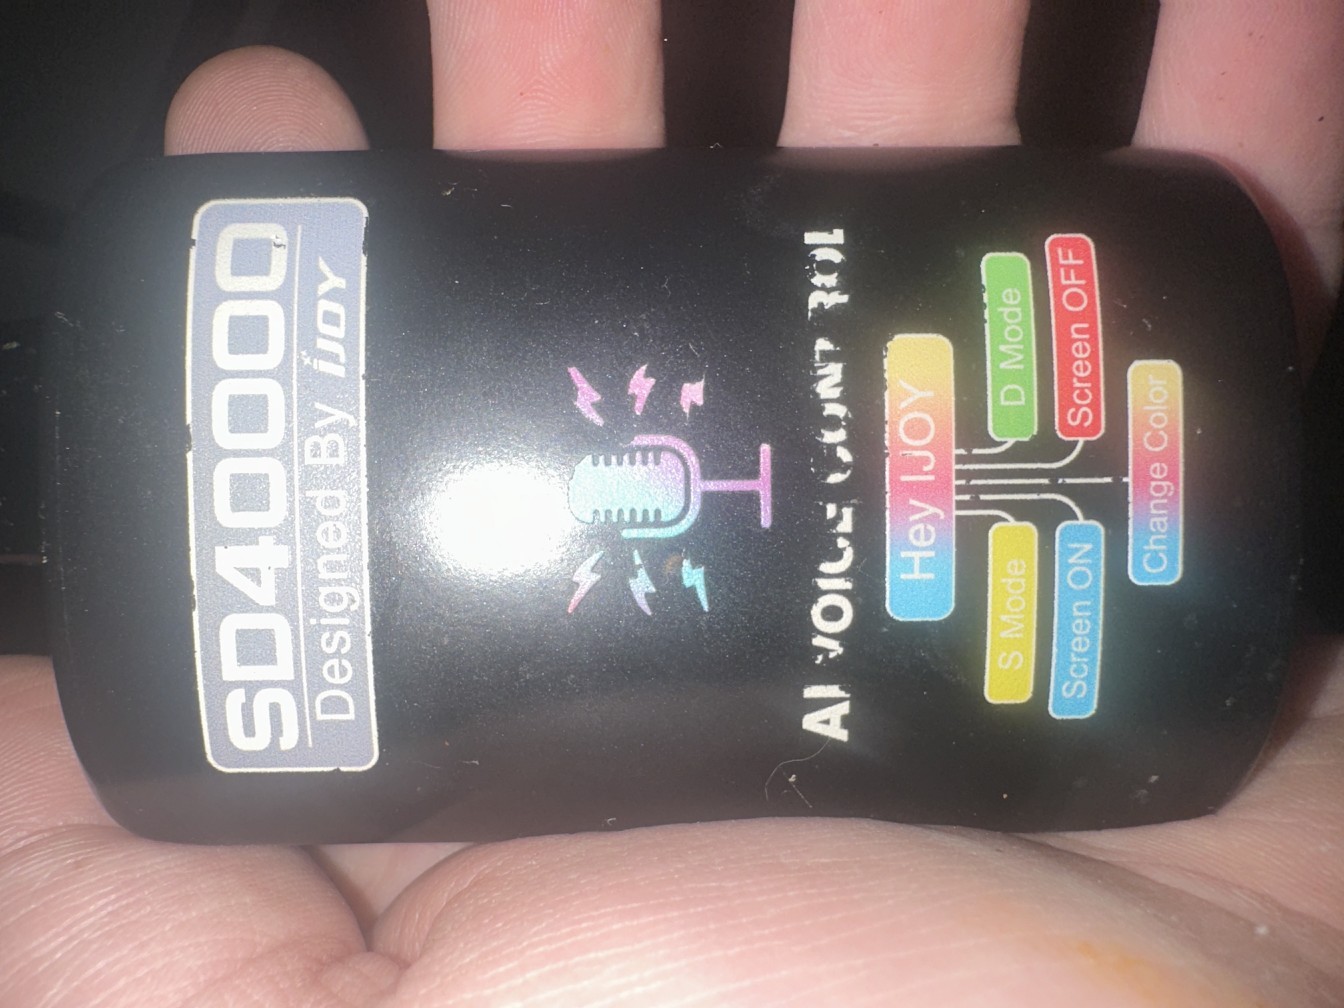 SD40000
Designed By iJOY
AI VOICE CONTROL
Hey IJOY
S Mode
D Mode
Screen ON
Screen OFF
Change Color